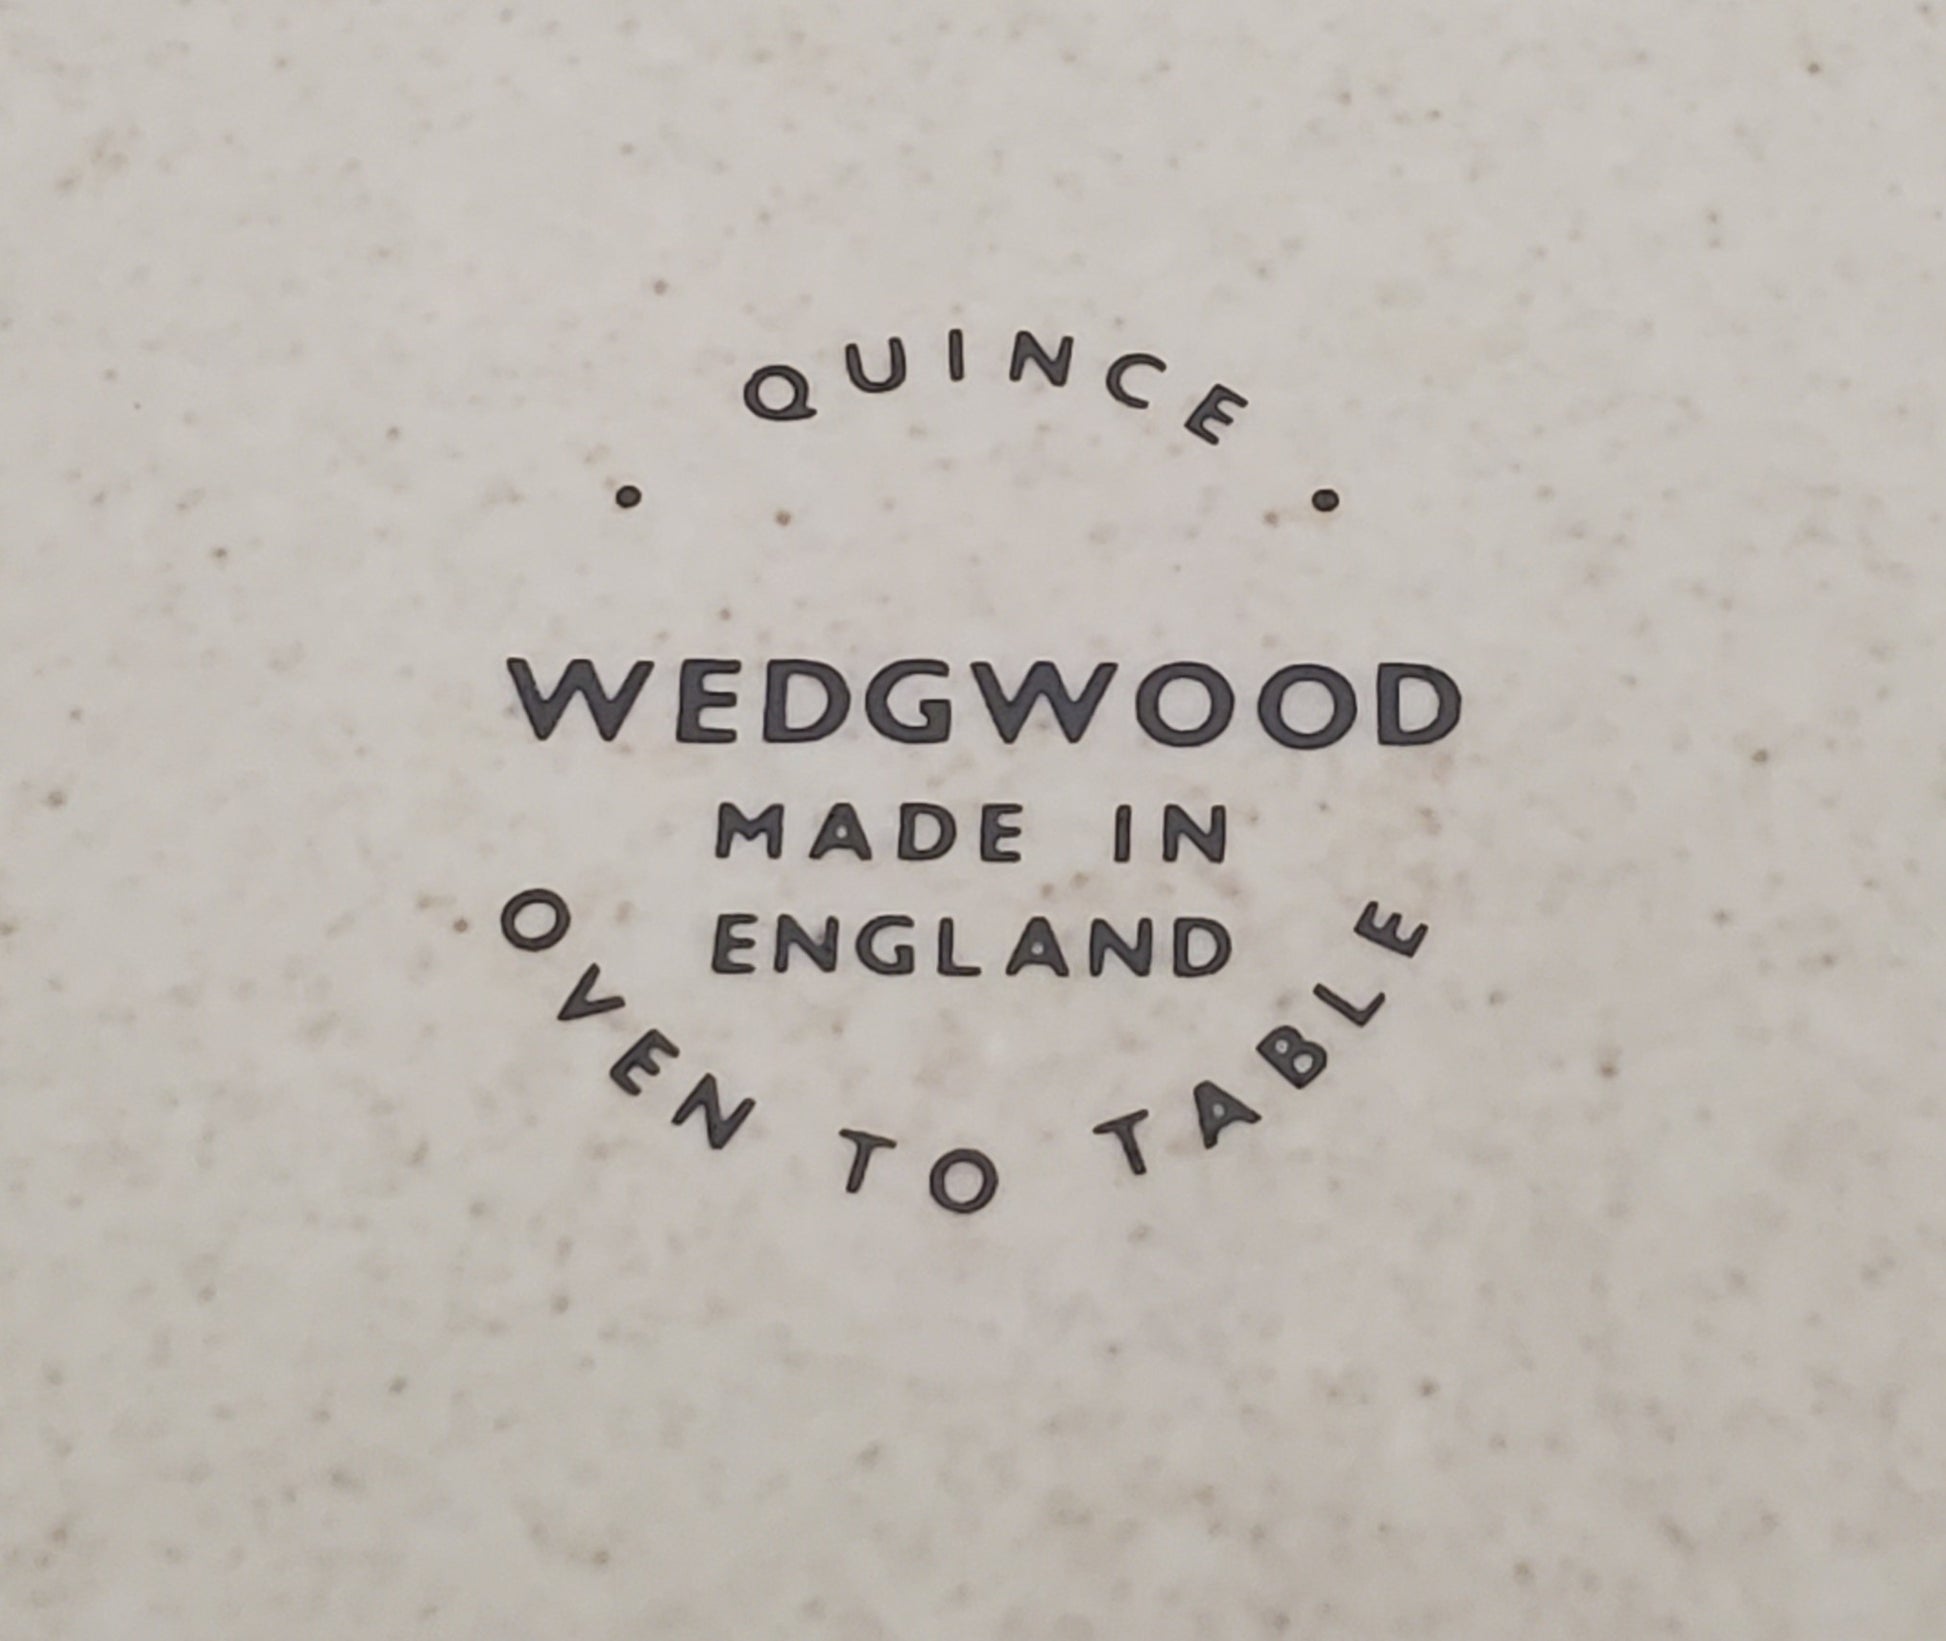 QUINCE
WEDGWOOD
MADE IN
ENGLAND
OVEN TO TABLE